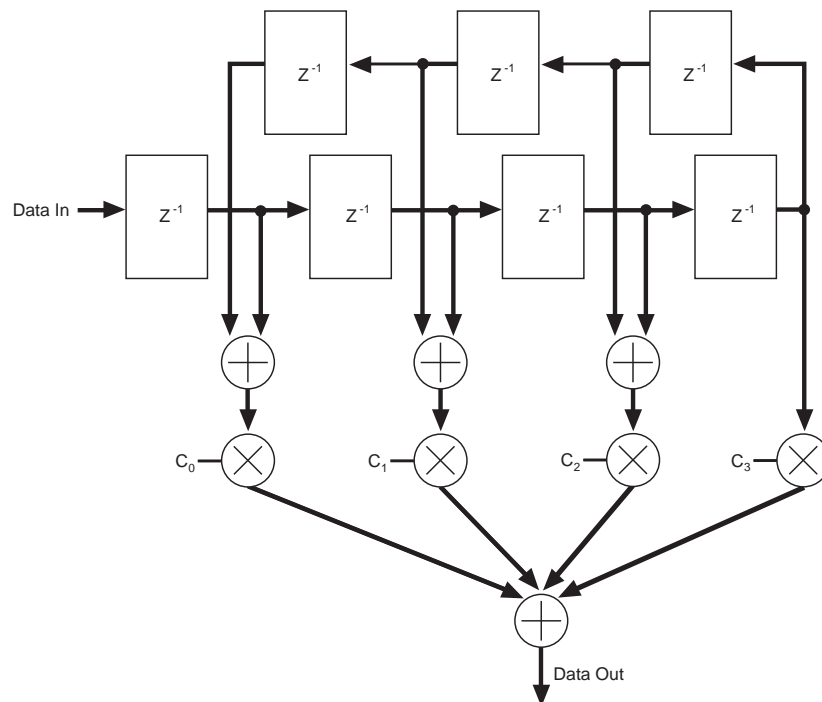 Z⁻¹ Z⁻¹ Z⁻¹
Data In Z⁻¹ Z⁻¹ Z⁻¹ Z⁻¹
C₀ C₁ C₂ C₃
Data Out